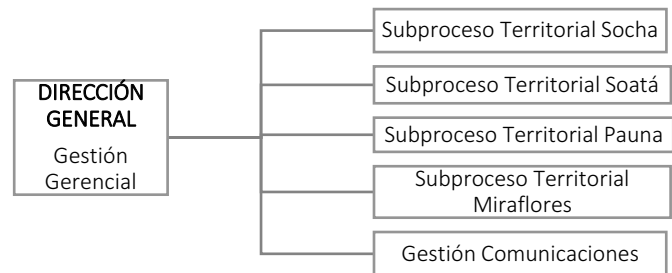 DIRECCIÓN
GENERAL
Gestión
Gerencial
Subproceso Territorial Socha
Subproceso Territorial Soatá
Subproceso Territorial Pauna
Subproceso Territorial
Miraflores
Gestión Comunicaciones